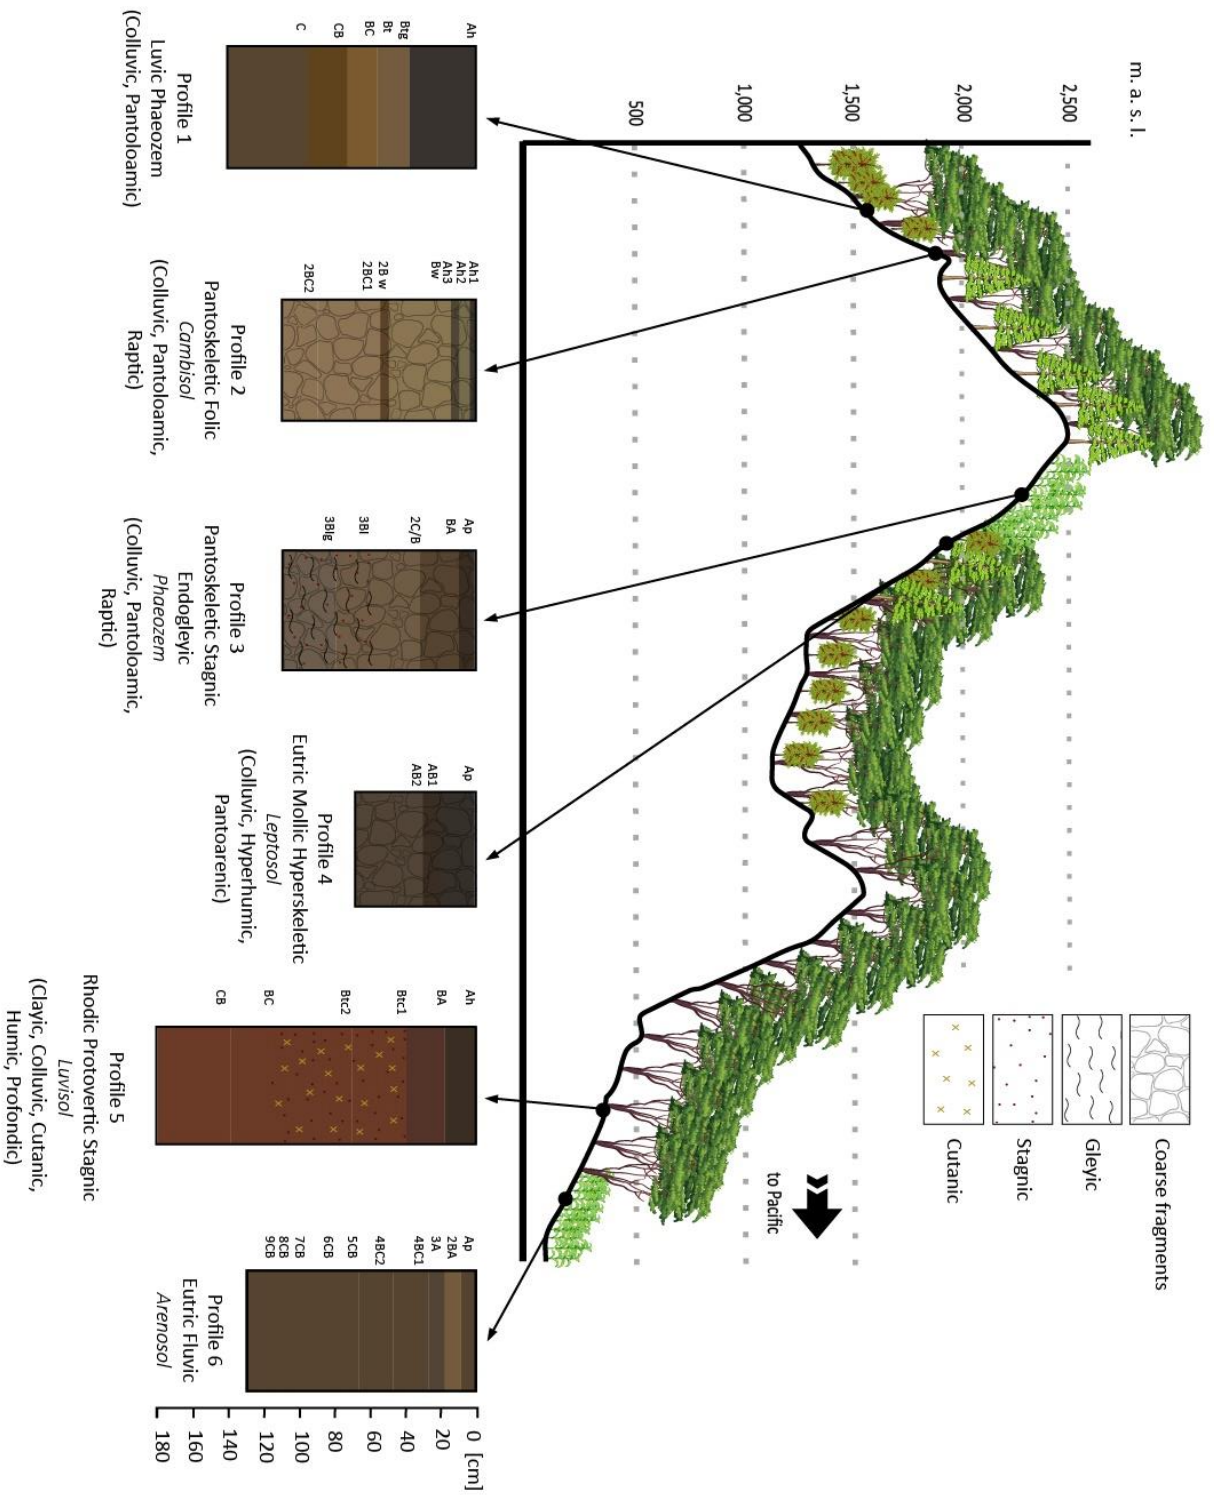 m. a. s. l.
2,500
2,000
1,500
1,000
500
Coarse fragments
Gleyic
Stagnic
Cutanic
to Pacific
Ah
Btg
Bt
BC
CB
C
Profile 1
Luvic Phaeozem
(Colluvic, Pantoloamic)
Ah1
Ah2
Ah3
Bw
2B w
2BC1
2BC2
Profile 2
Pantoskeletic Folic
Cambisol
(Colluvic, Pantoloamic,
Raptic)
Ap
BA
2C/B
3BI
3BIg
Profile 3
Pantoskeletic Stagnic
Endogleyic
Phaeozem
(Colluvic, Pantoloamic,
Raptic)
Ap
AB1
AB2
Profile 4
Eutric Mollic Hyperskeletic
Leptosol
(Colluvic, Hyperhumic,
Pantoarenic)
Ah
BA
Btc1
Btc2
BC
CB
Profile 5
Rhodic Protovertic Stagnic
Luvisol
(Clayic, Colluvic, Cutanic,
Humic, Profondic)
Ap
2BA
3A
4BC1
4BC2
5CB
6CB
7CB
8CB
9CB
Profile 6
Eutric Fluvic
Arenosol
0 [cm]
20
40
60
80
100
120
140
160
180